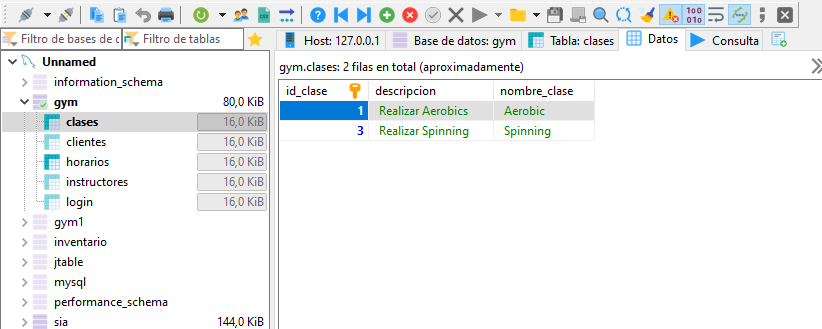 Filtro de bases de d
Filtro de tablas
Host: 127.0.0.1
Base de datos: gym
Tabla: clases
Datos
Consulta
Unnamed
information_schema
gym 80,0 KiB
clases 16,0 KiB
clientes 16,0 KiB
horarios 16,0 KiB
instructores 16,0 KiB
login 16,0 KiB
gym1
inventario
jtable
mysql
performance_schema
sia 144,0 KiB
gym.clases: 2 filas en total (aproximadamente)
id_clase descripcion nombre_clase
1 Realizar Aerobics Aerobic
3 Realizar Spinning Spinning